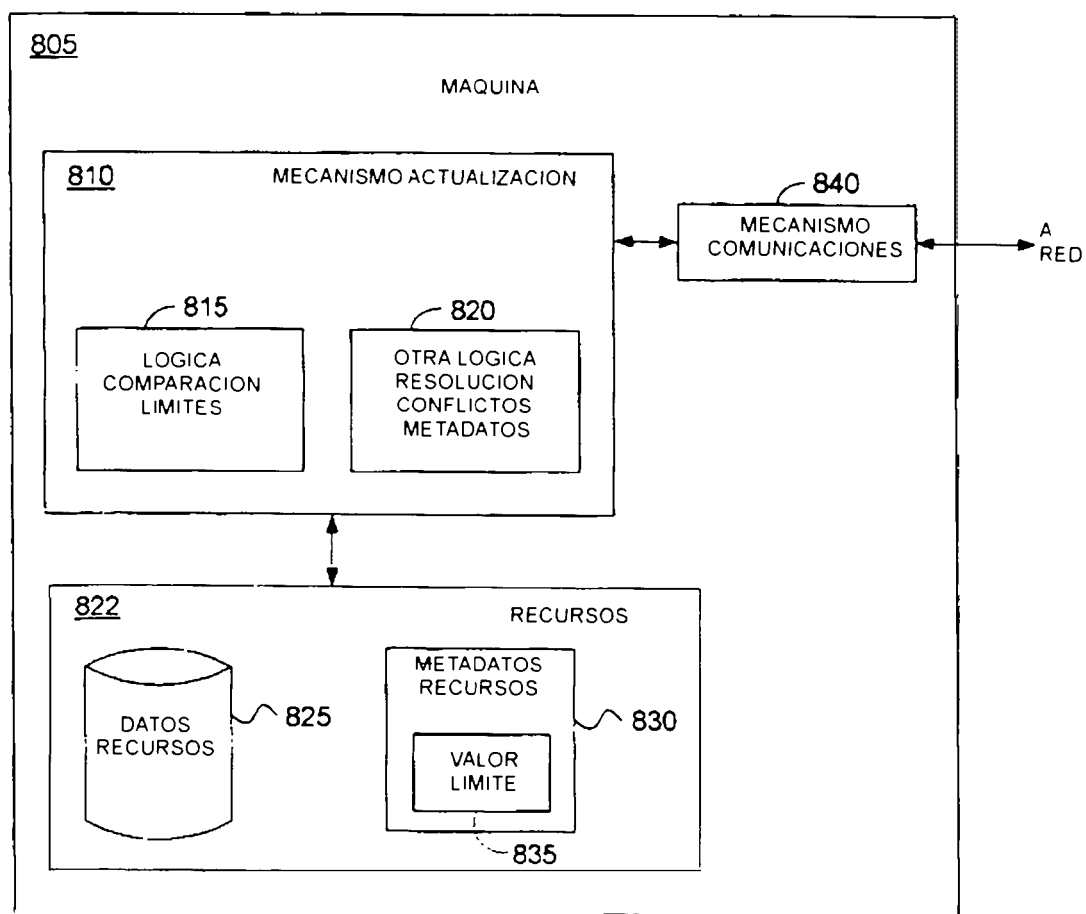 805
MAQUINA
810
MECANISMO ACTUALIZACION
840
MECANISMO
COMUNICACIONES
A
RED
815
LOGICA
COMPARACION
LIMITES
820
OTRA LOGICA
RESOLUCION
CONFLICTOS
METADATOS
822
RECURSOS
DATOS
RECURSOS
825
METADATOS
RECURSOS
830
VALOR
LIMITE
835